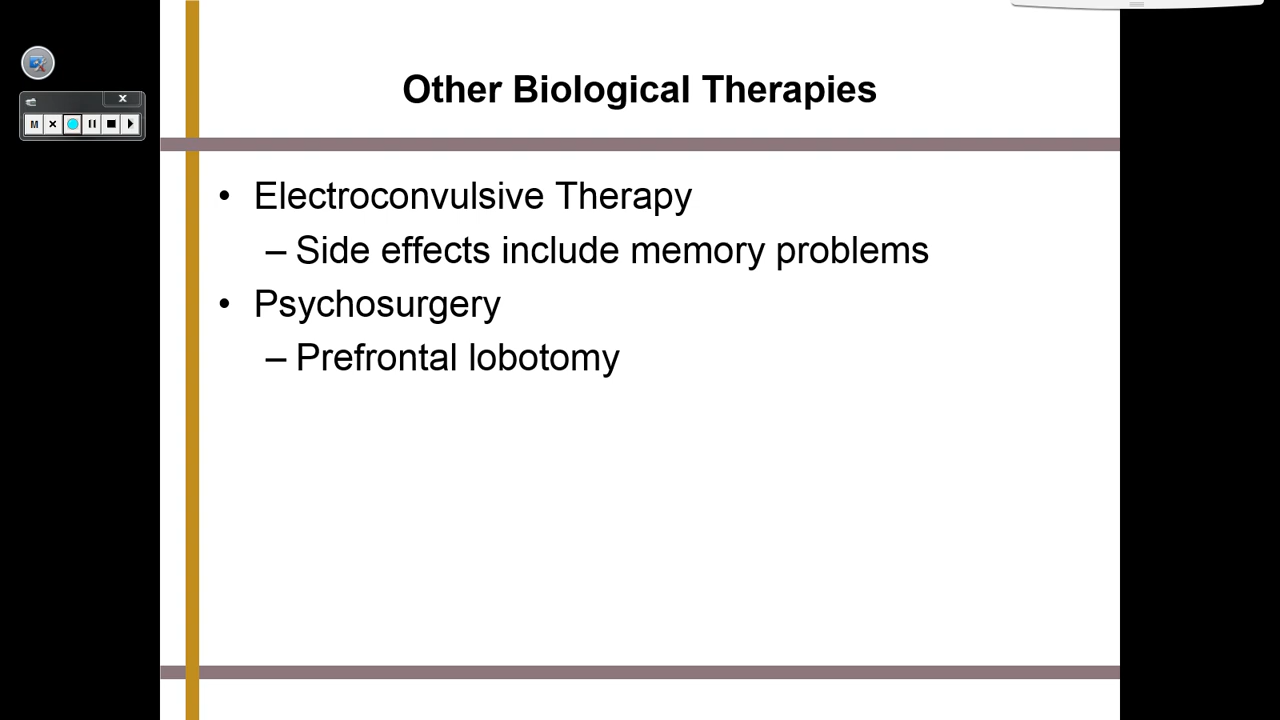 Other Biological Therapies
• Electroconvulsive Therapy
– Side effects include memory problems
• Psychosurgery
– Prefrontal lobotomy
M